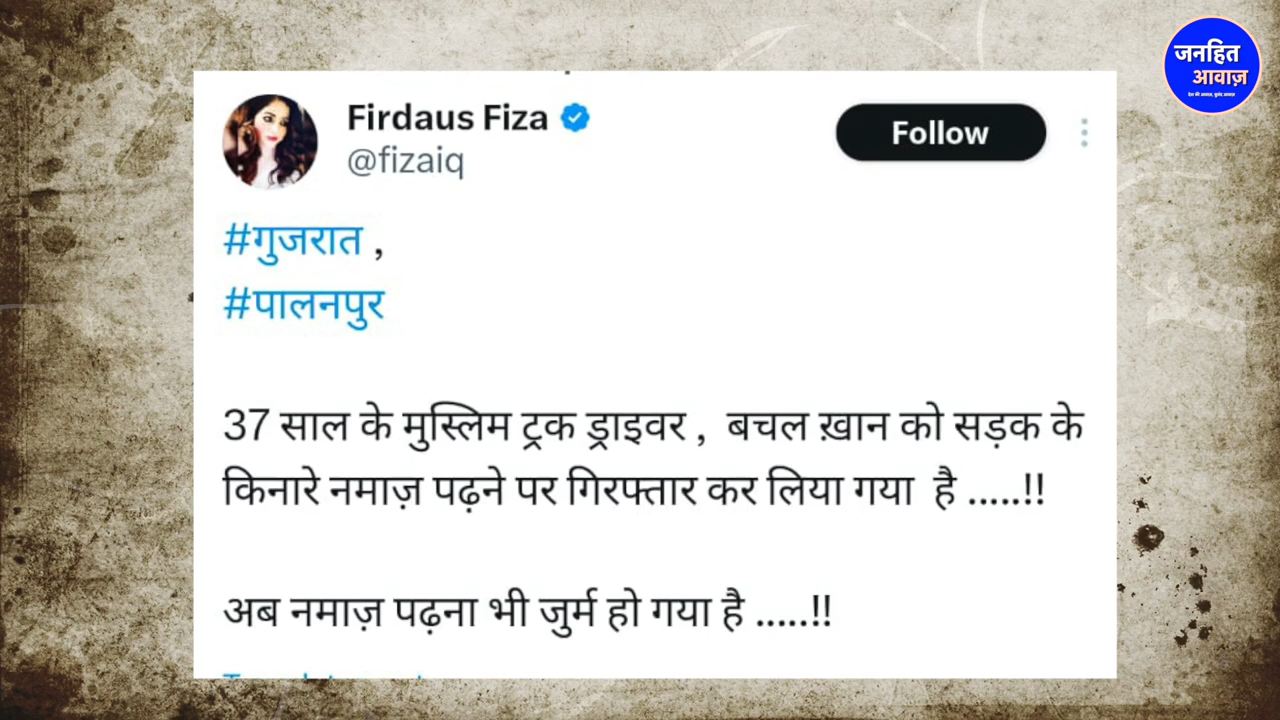 जनहित
आवाज़
Firdaus Fiza
@fizaiq
Follow
#गुजरात ,
#पालनपुर
37 साल के मुस्लिम ट्रक ड्राइवर , बचल ख़ान को सड़क के
किनारे नमाज़ पढ़ने पर गिरफ्तार कर लिया गया है .....!!
अब नमाज़ पढ़ना भी जुर्म हो गया है .....!!